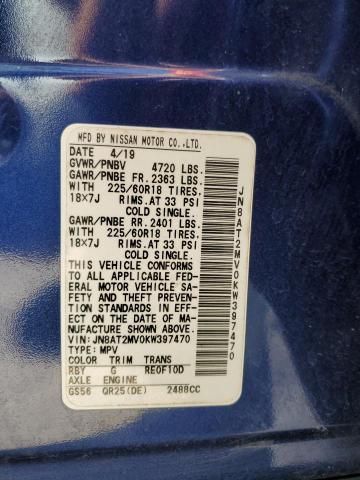 MFD BY NISSAN MOTOR CO.,LTD.
DATE 4/19
GVWR/PNBV 4720 LBS.
GAWR/PNBE FR. 2363 LBS.
WITH 225/60R18 TIRES.
18X7J RIMS.AT 33 PSI
COLD SINGLE.
GAWR/PNBE RR. 2401 LBS.
WITH 225/60R18 TIRES.
18X7J RIMS.AT 33 PSI
COLD SINGLE.
THIS VEHICLE CONFORMS
TO ALL APPLICABLE FED-
ERAL MOTOR VEHICLE SA-
FETY AND THEFT PREVEN-
TION STANDARDS IN EFF-
ECT ON THE DATE OF MA-
NUFACTURE SHOWN ABOVE.
VIN:JN8AT2MV0KW397470
TYPE:MPV
COLOR TRIM TRANS
RBY G RE0F10D
AXLE ENGINE
GS56 QR25(DE) 2488CC
JN8AT2MV0KW397470